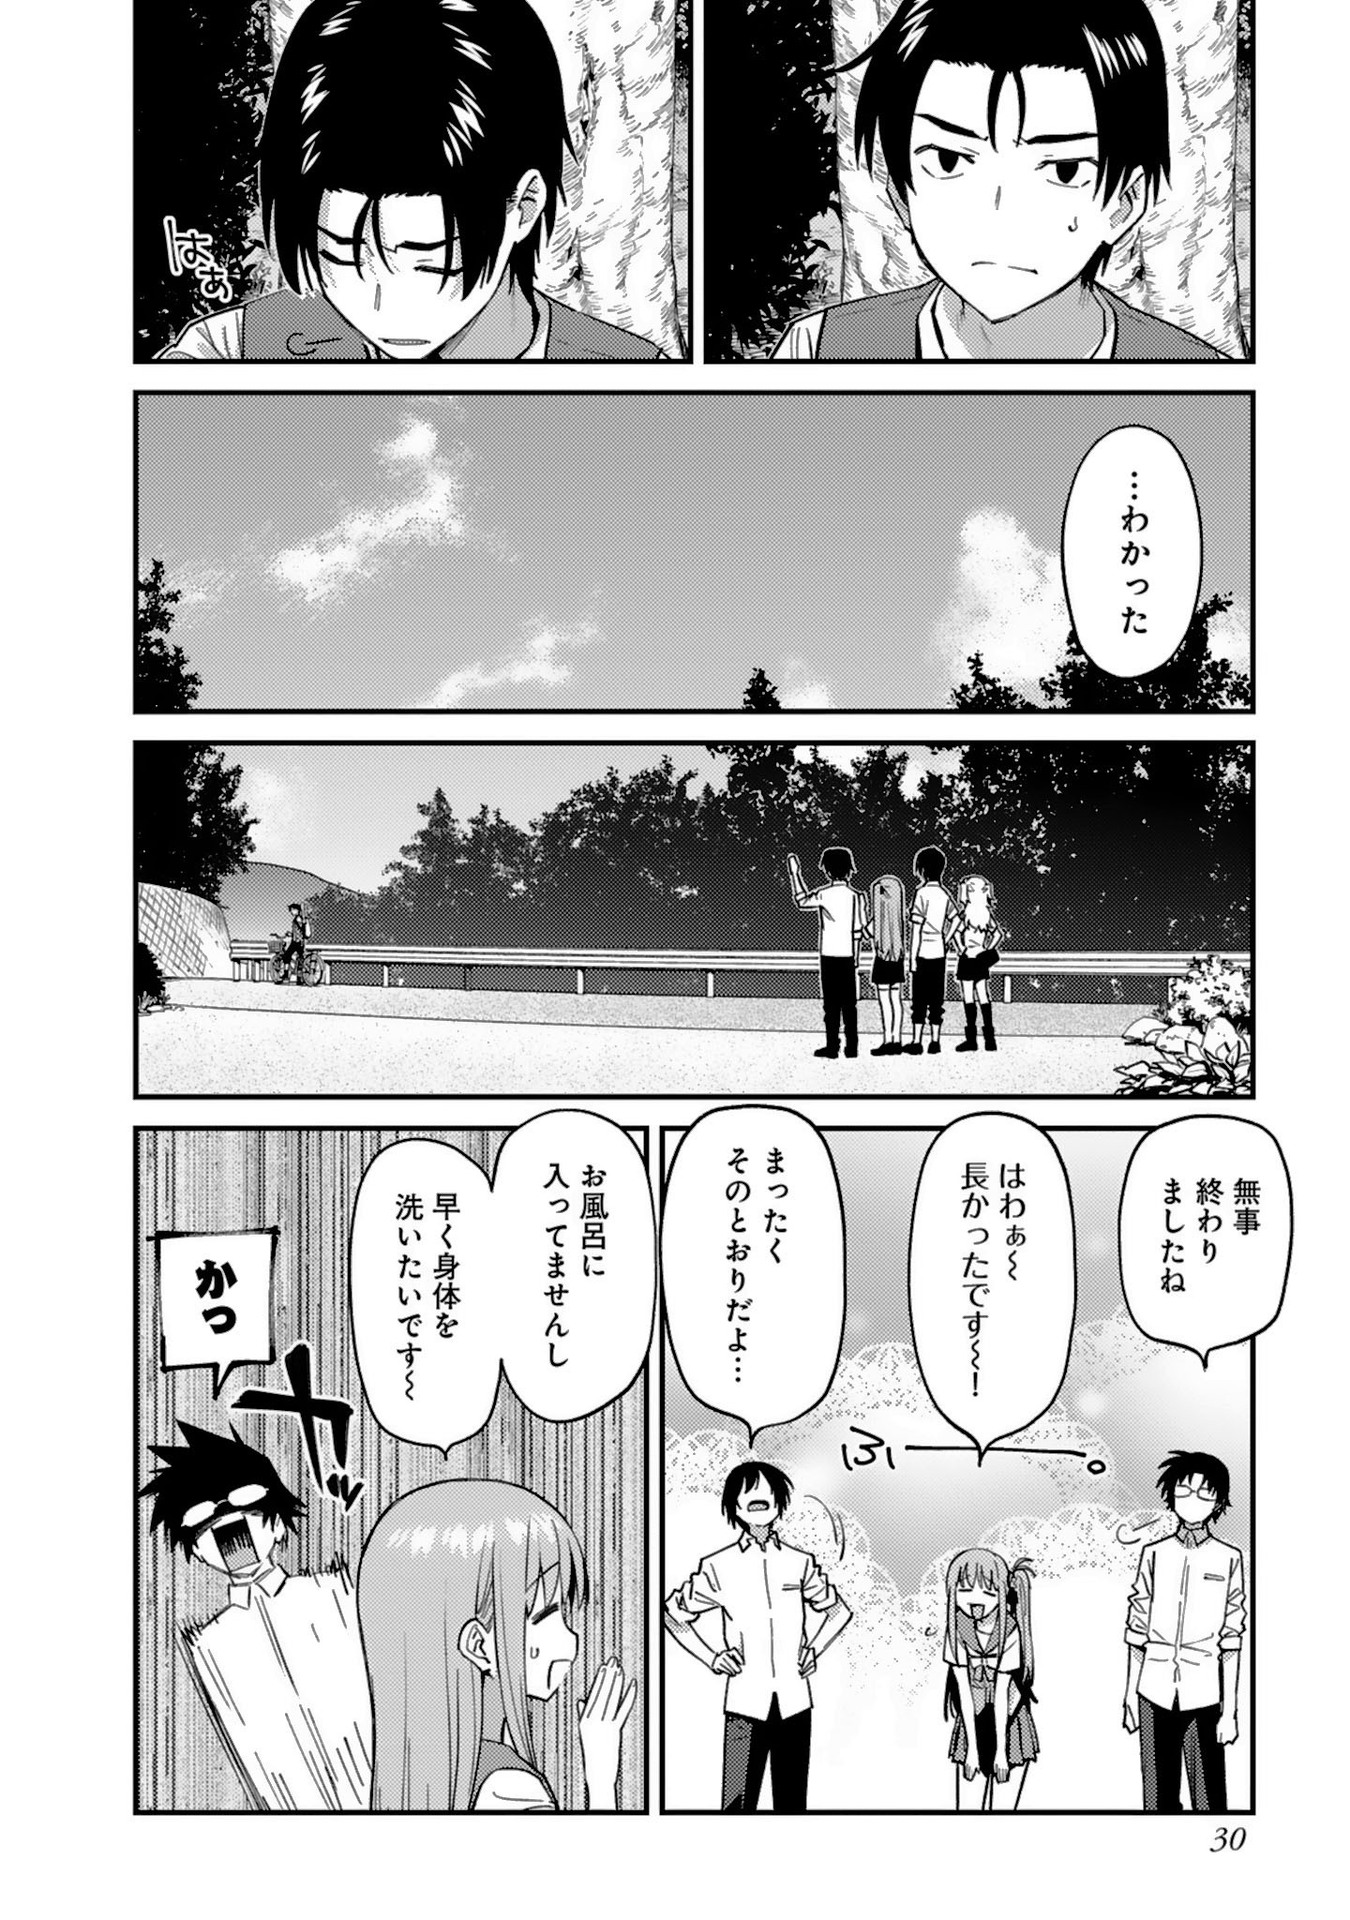 はぁ
…わかった
無事
終わり
ましたね
はわぁ〜
長かったです〜!
まったく
そのとおりだよ…
ふー。
お風呂に
入ってませんし
早く身体を
洗いたいです〜
かっ
カッ
30